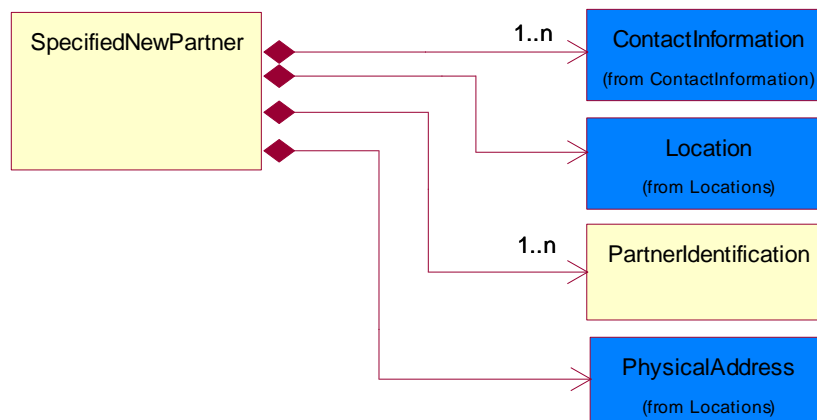 SpecifiedNewPartner
1..n
ContactInformation
(from ContactInformation)
Location
(from Locations)
1..n
PartnerIdentification
PhysicalAddress
(from Locations)